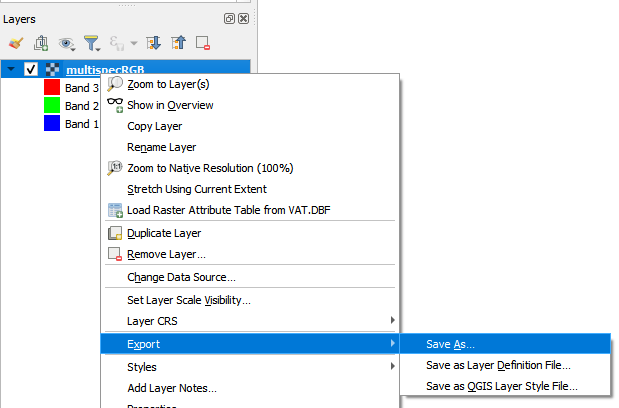 Layers
multispecRGB
Band 3
Band 2
Band 1
Zoom to Layer(s)
Show in Overview
Copy Layer
Rename Layer
1:1
Zoom to Native Resolution (100%)
Stretch Using Current Extent
Load Raster Attribute Table from VAT.DBF
Duplicate Layer
Remove Layer...
Change Data Source...
Set Layer Scale Visibility...
Layer CRS
Export
Save As...
Save as Layer Definition File...
Save as QGIS Layer Style File...
Styles
Add Layer Notes...
Properties